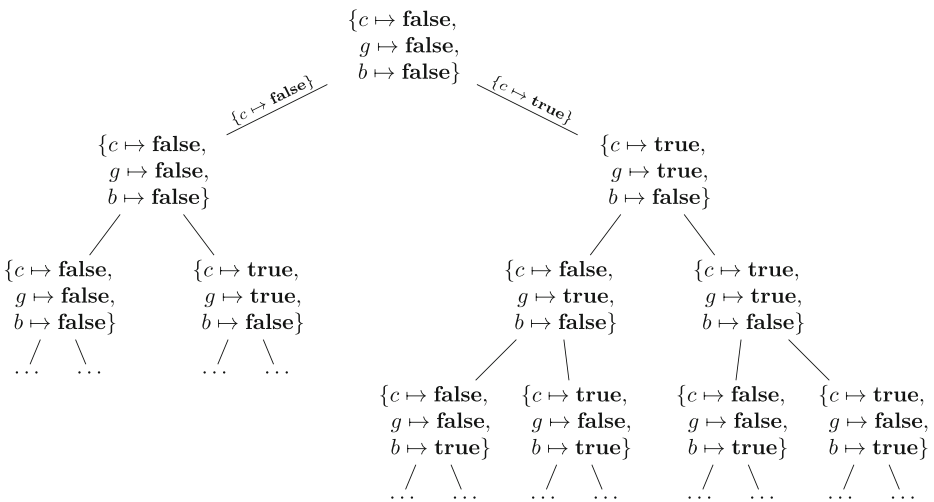 {c ↦ false,
g ↦ false,
b ↦ false}
{c ↦ false}
{c ↦ true}
{c ↦ false,
g ↦ false,
b ↦ false}
{c ↦ true,
g ↦ true,
b ↦ false}
{c ↦ false,
g ↦ false,
b ↦ false}
{c ↦ true,
g ↦ true,
b ↦ false}
{c ↦ false,
g ↦ true,
b ↦ false}
{c ↦ true,
g ↦ true,
b ↦ false}
... ... ... ...
{c ↦ false,
g ↦ false,
b ↦ true}
{c ↦ true,
g ↦ false,
b ↦ true}
{c ↦ false,
g ↦ false,
b ↦ true}
{c ↦ true,
g ↦ false,
b ↦ true}
... ... ... ... ... ... ... ...